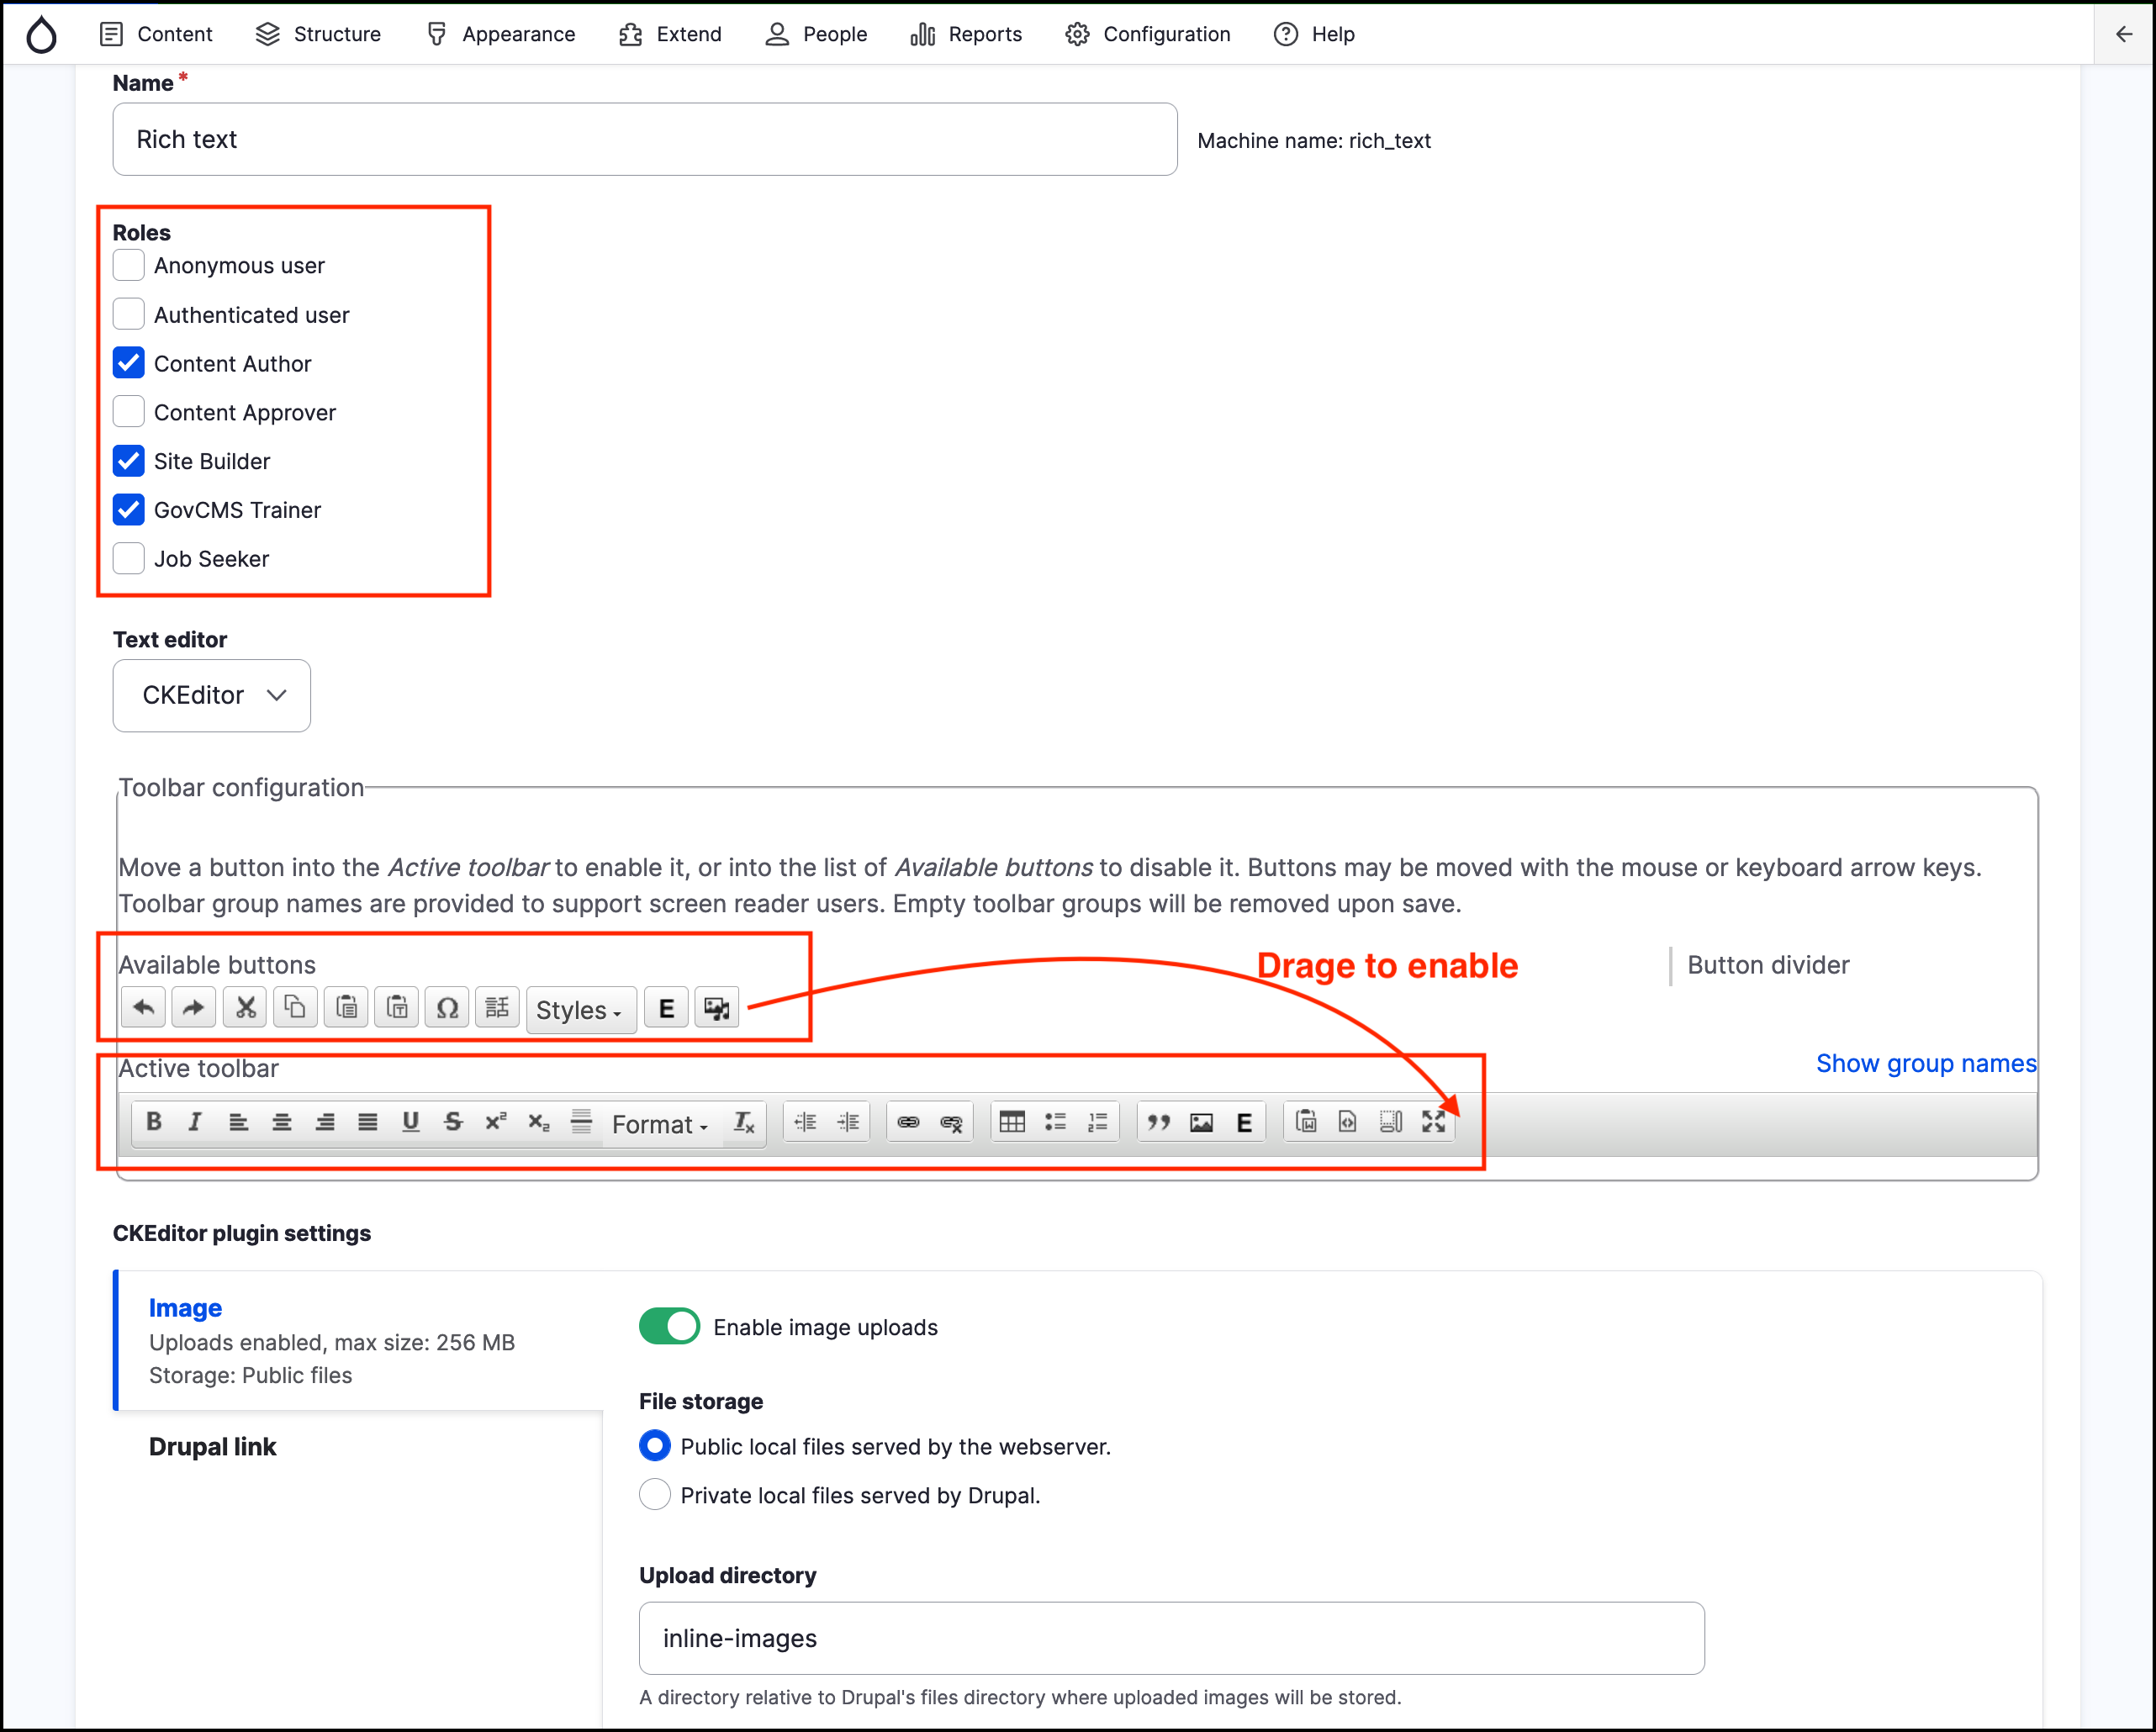 Content
Structure
Appearance
Extend
People
Reports
Configuration
Help
Name *
Rich text
Machine name: rich_text
Roles
Anonymous user
Authenticated user
Content Author
Content Approver
Site Builder
GovCMS Trainer
Job Seeker
Text editor
CKEditor
Toolbar configuration
Move a button into the Active toolbar to enable it, or into the list of Available buttons to disable it. Buttons may be moved with the mouse or keyboard arrow keys.
Toolbar group names are provided to support screen reader users. Empty toolbar groups will be removed upon save.
Available buttons
Drage to enable
Button divider
Ω 話 Styles E
Active toolbar
Show group names
B I U S x² x₂ Format Tx E
CKEditor plugin settings
Image
Uploads enabled, max size: 256 MB
Storage: Public files
Drupal link
Enable image uploads
File storage
Public local files served by the webserver.
Private local files served by Drupal.
Upload directory
inline-images
A directory relative to Drupal's files directory where uploaded images will be stored.